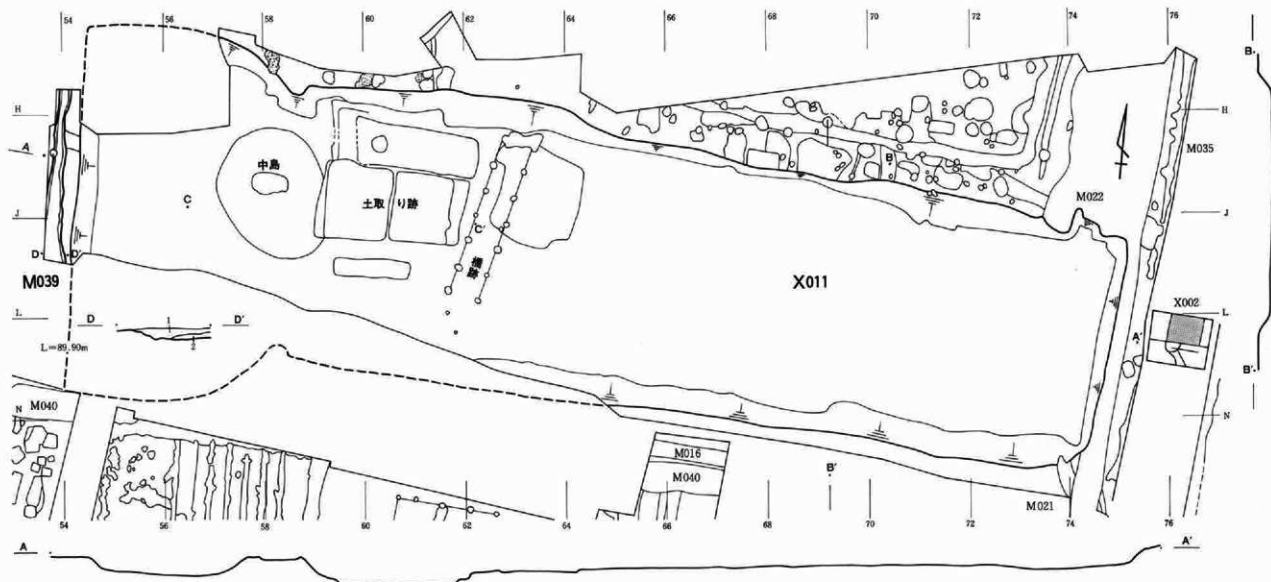 54 56 58 60 62 64 66 68 70 72 74 76
B
H H
A
M035
B'
B
中島
M022
土取り跡
C
C'
J J
橋跡
D D'
M039
X011
X002
L D D' L
1
2
A'
L=89.90m
B'
M040
N N
M016
M040
B'
M021
54 56 58 60 62 64 66 68 70 72 74 76
A A'